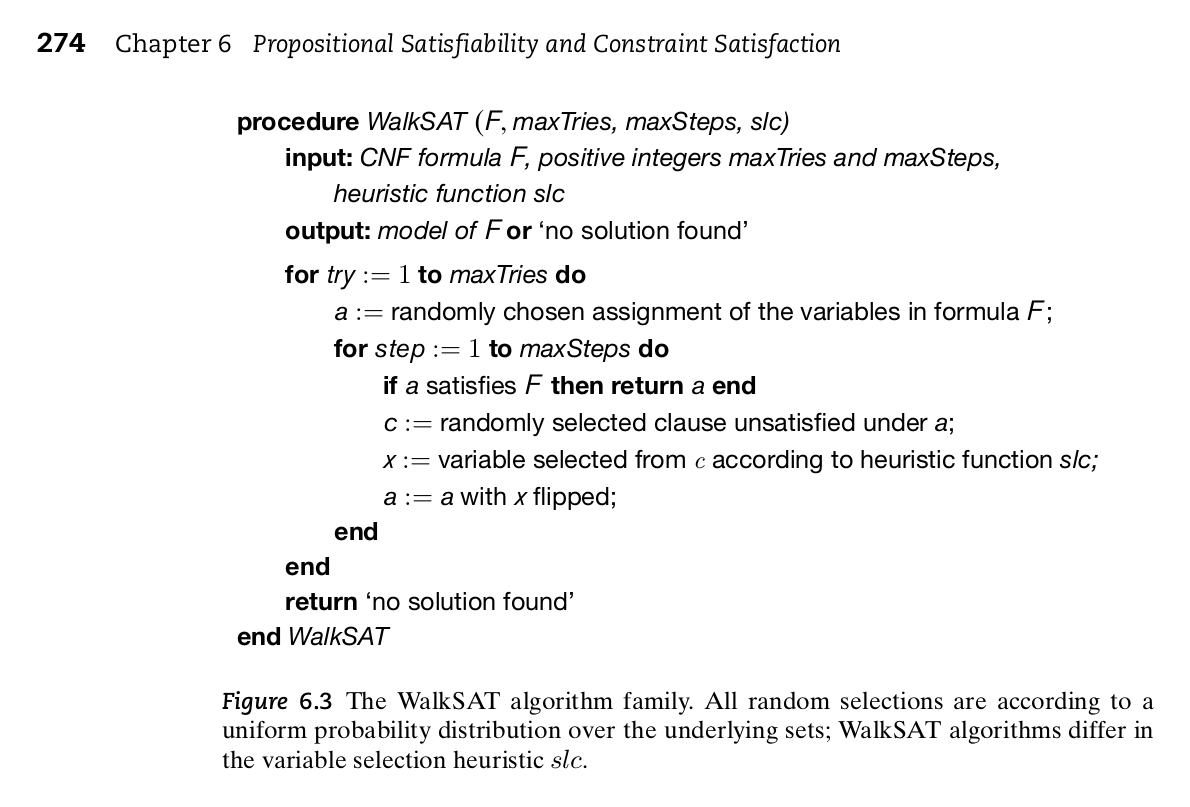 274 Chapter 6 Propositional Satisfiability and Constraint Satisfaction
procedure WalkSAT (F, maxTries, maxSteps, slc)
input: CNF formula F, positive integers maxTries and maxSteps,
heuristic function slc
output: model of F or ‘no solution found’
for try := 1 to maxTries do
a := randomly chosen assignment of the variables in formula F;
for step := 1 to maxSteps do
if a satisfies F then return a end
c := randomly selected clause unsatisfied under a;
x := variable selected from c according to heuristic function slc;
a := a with x flipped;
end
end
return ‘no solution found’
end WalkSAT
Figure 6.3 The WalkSAT algorithm family. All random selections are according to a
uniform probability distribution over the underlying sets; WalkSAT algorithms differ in
the variable selection heuristic slc.